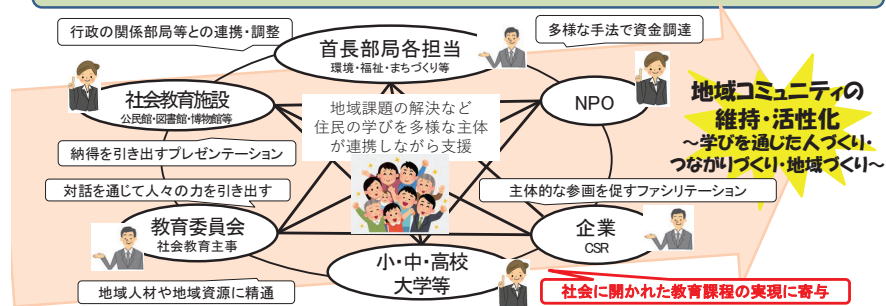 行政の関係部局等との連携・調整
首長部局各担当
環境・福祉・まちづくり等
多様な手法で資金調達
社会教育施設
公民館・図書館・博物館等
地域課題の解決など
住民の学びを多様な主体
が連携しながら支援
NPO
地域コミュニティの
維持・活性化
～学びを通じた人づくり・
つながりづくり・地域づくり～
納得を引き出すプレゼンテーション
対話を通じて人々の力を引き出す
主体的な参画を促すファシリテーション
教育委員会
社会教育主事
企業
CSR
小・中・高校
大学等
地域人材や地域資源に精通
社会に開かれた教育課程の実現に寄与